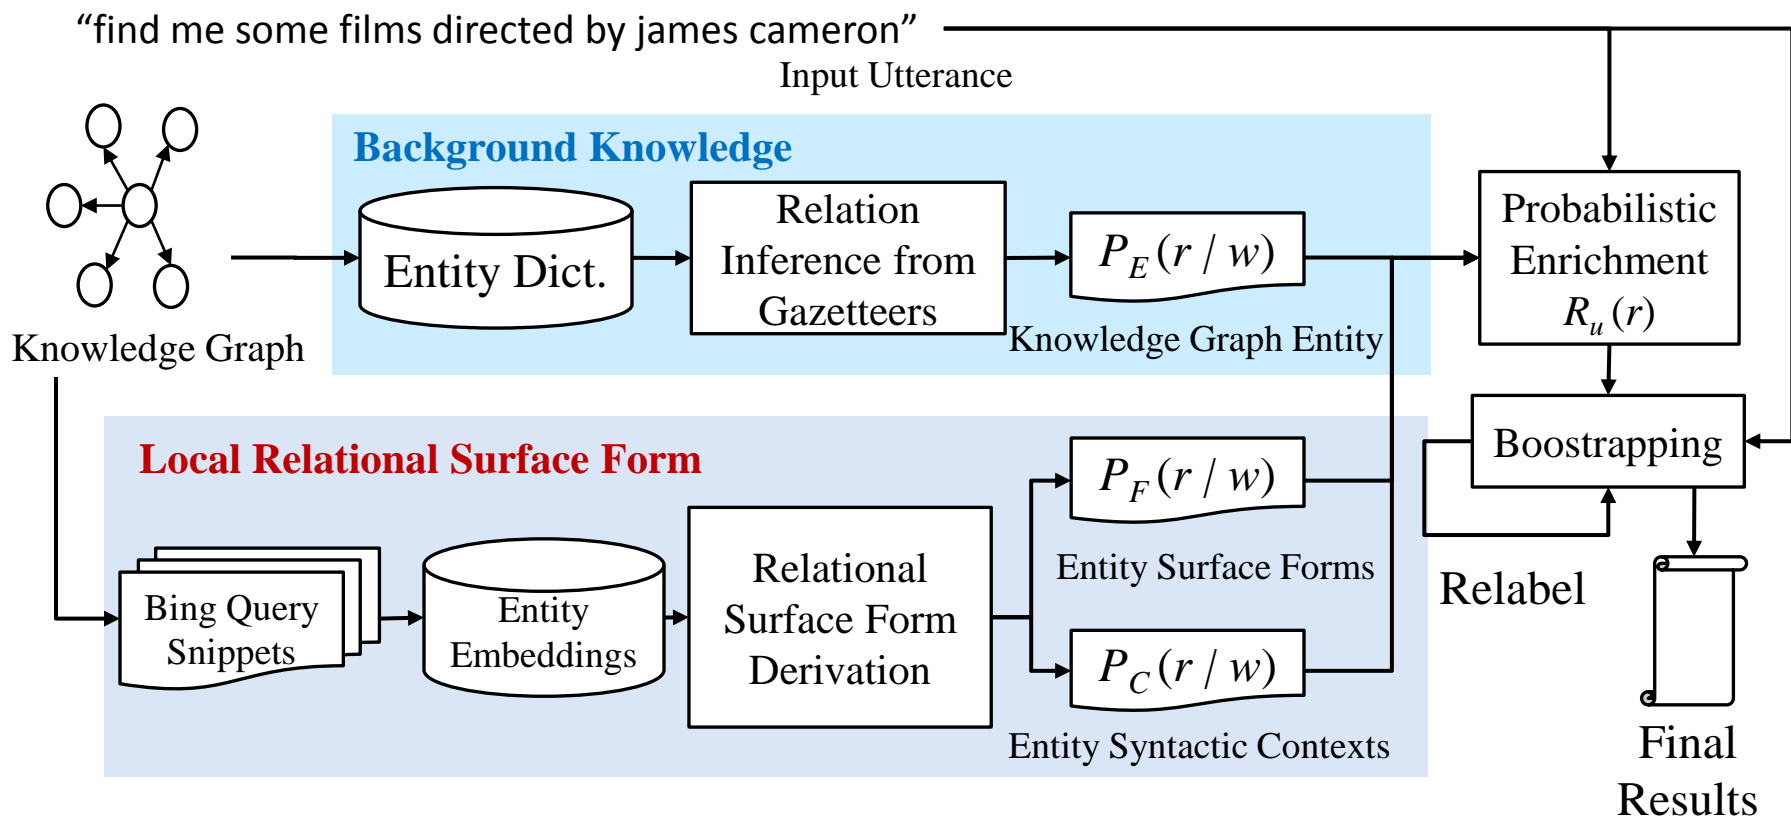 “find me some films directed by james cameron”
Input Utterance
Background Knowledge
Entity Dict.
Relation
Inference from
Gazetteers
P_E(r / w)
Knowledge Graph Entity
Probabilistic
Enrichment
R_u(r)
Knowledge Graph
Local Relational Surface Form
Bing Query
Snippets
Entity
Embeddings
Relational
Surface Form
Derivation
P_F(r / w)
Entity Surface Forms
P_C(r / w)
Entity Syntactic Contexts
Boostrapping
Relabel
Final
Results